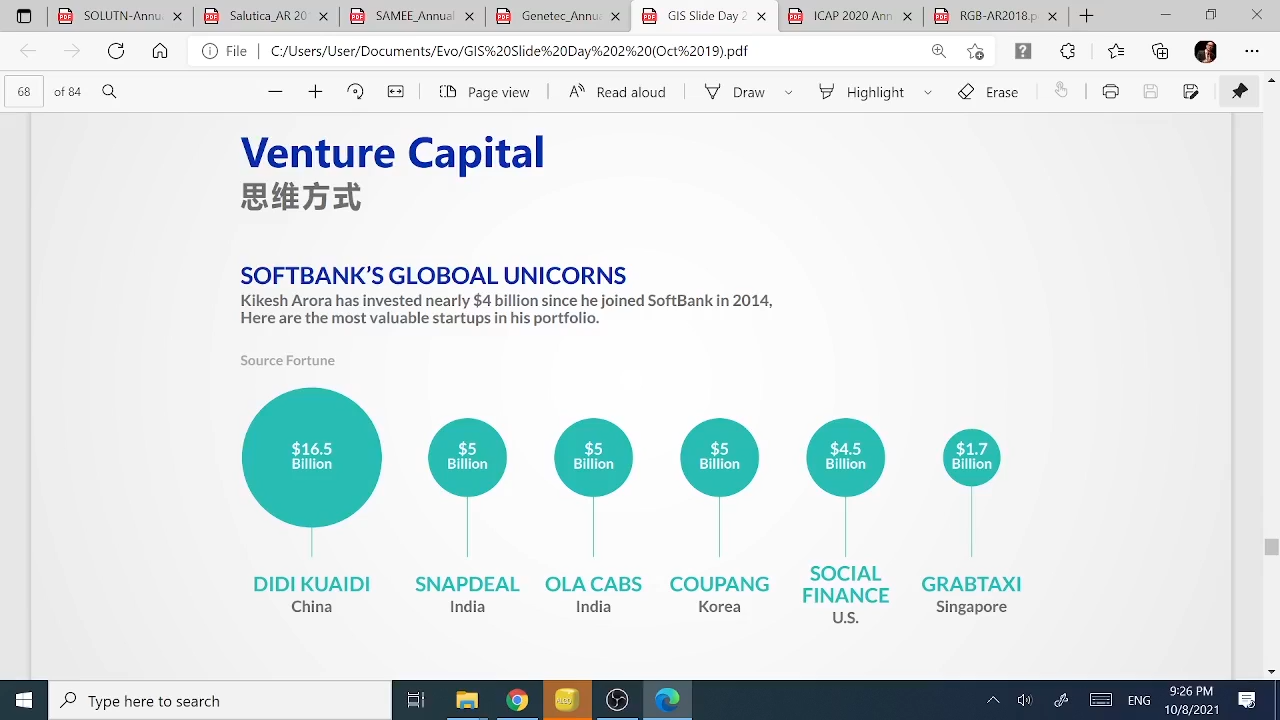 SOLUTN-Annua
Salutica_AR 20
SAMEE_Annual
Genetec_Annua
GIS Slide Day 2
ICAP 2020 Ann
RGB-AR2018.p
File C:/Users/User/Documents/Evo/GIS%20Slide%20Day%202%20(Oct%2019).pdf
68 of 84 Page view Read aloud Draw Highlight Erase
Venture Capital
思维方式
SOFTBANK'S GLOBOAL UNICORNS
Kikesh Arora has invested nearly $4 billion since he joined SoftBank in 2014,
Here are the most valuable startups in his portfolio.
Source Fortune
$16.5
Billion
DIDI KUAIDI
China
$5
Billion
SNAPDEAL
India
$5
Billion
OLA CABS
India
$5
Billion
COUPANG
Korea
$4.5
Billion
SOCIAL
FINANCE
U.S.
$1.7
Billion
GRABTAXI
Singapore
Type here to search
ENG
9:26 PM
10/8/2021